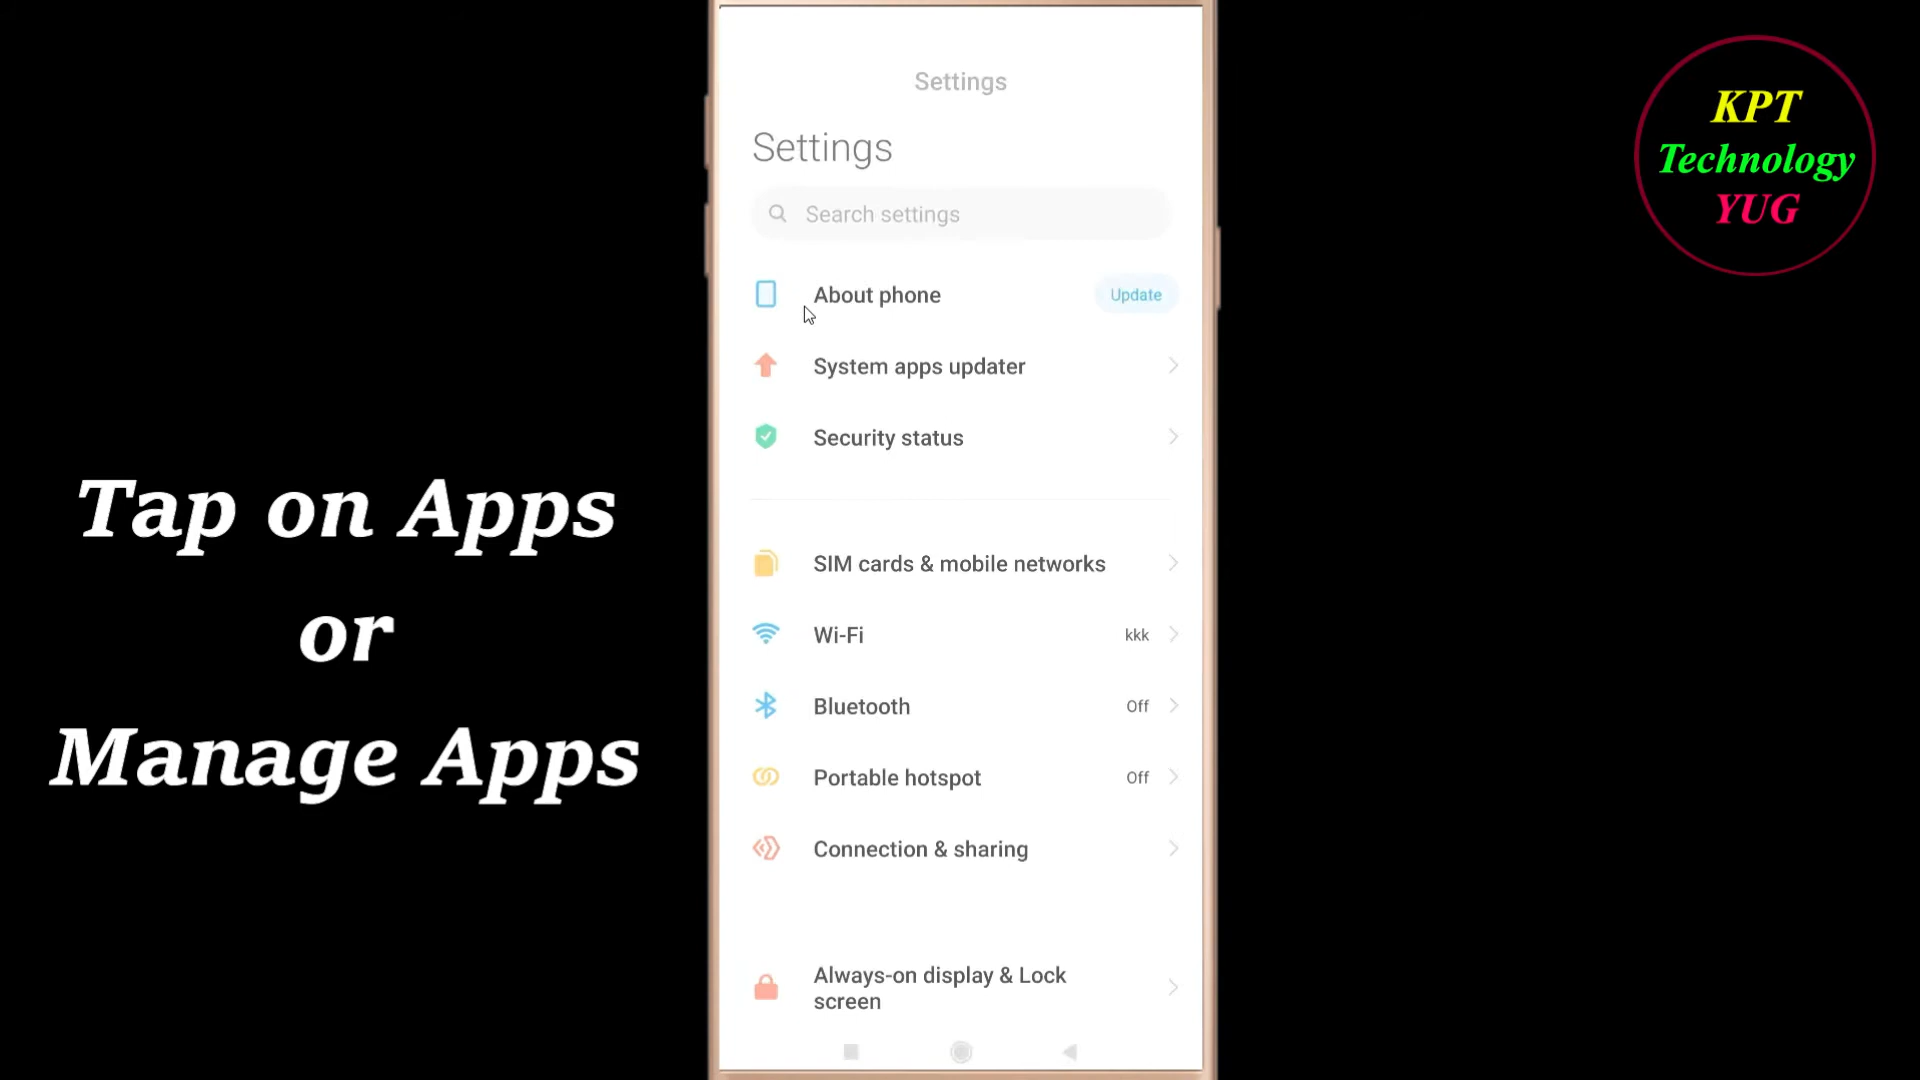 Tap on Apps
or
Manage Apps
Settings
Settings
Search settings
About phone
Update
System apps updater
Security status
SIM cards & mobile networks
Wi-Fi
kkk
Bluetooth
Off
Portable hotspot
Off
Connection & sharing
Always-on display & Lock
screen
KPT
Technology
YUG